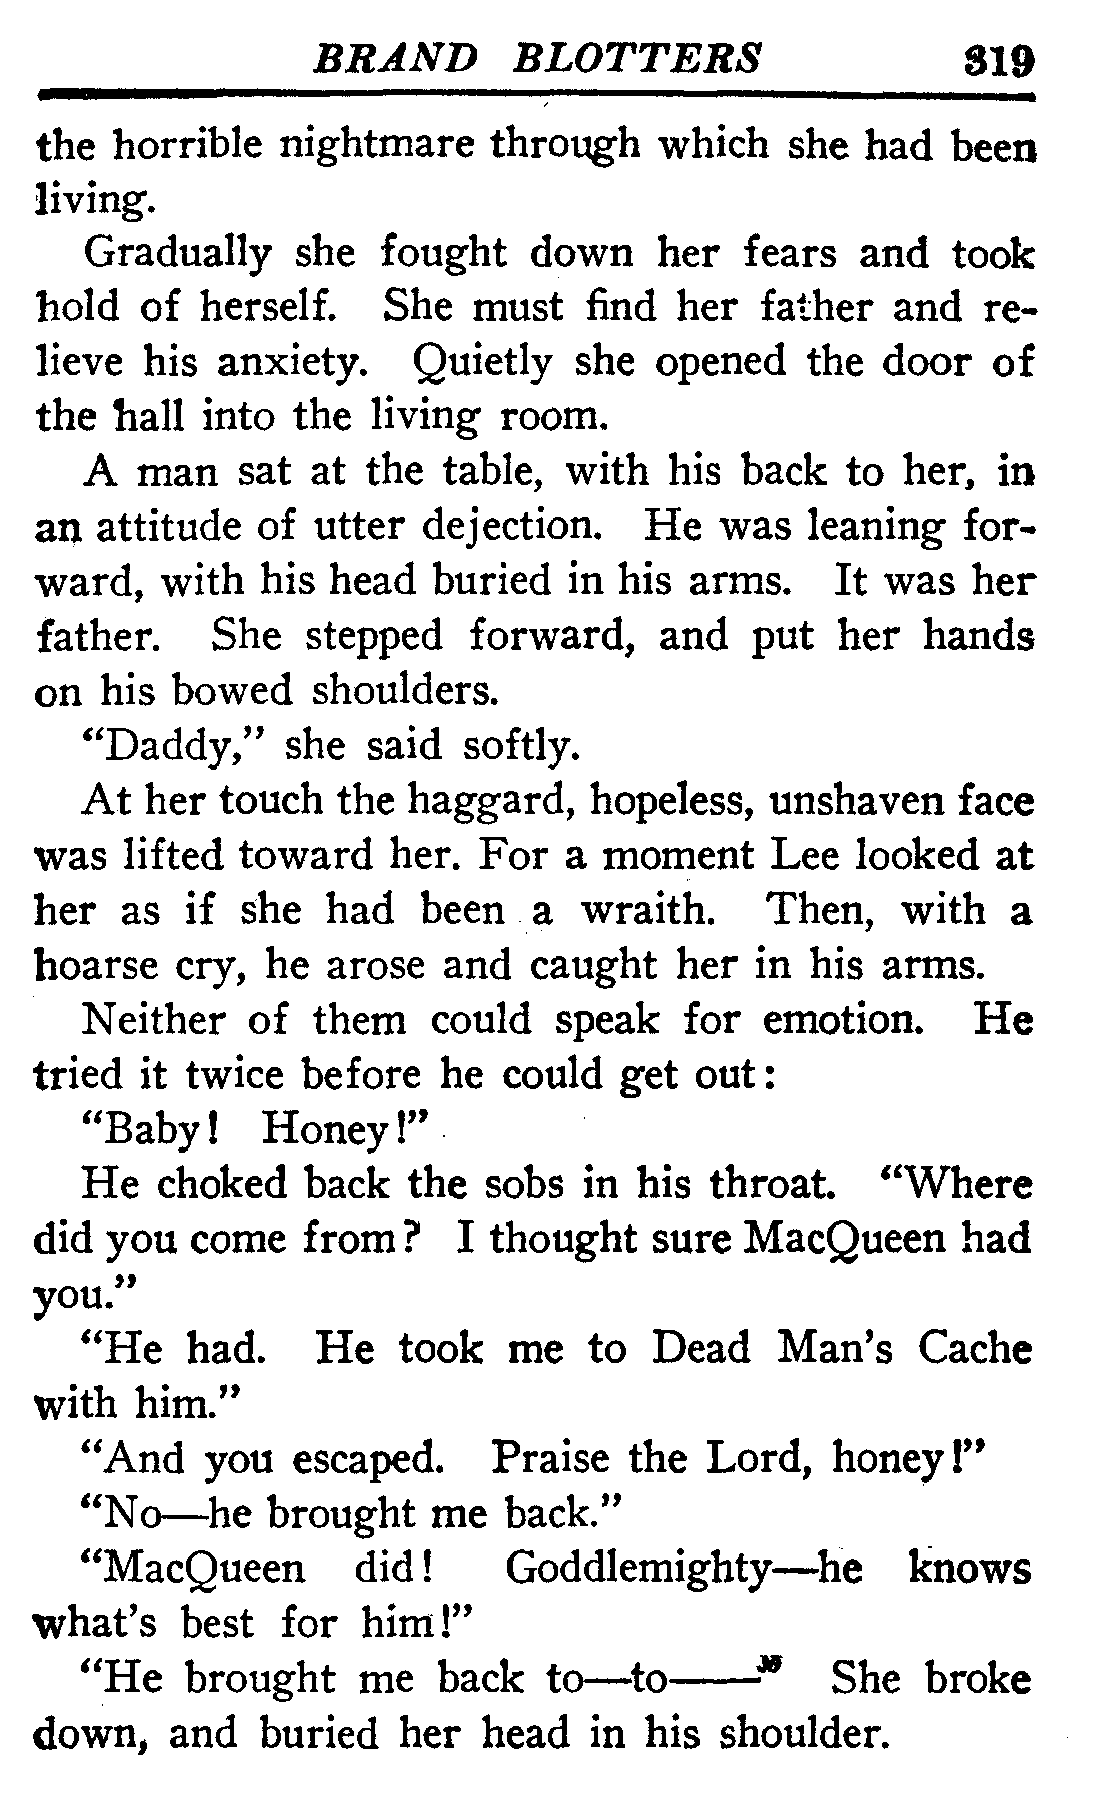 BRAND BLOTTERS 319
the horrible nightmare through which she had been
living.
Gradually she fought down her fears and took
hold of herself. She must find her father and re-
lieve his anxiety. Quietly she opened the door of
the hall into the living room.
A man sat at the table, with his back to her, in
an attitude of utter dejection. He was leaning for-
ward, with his head buried in his arms. It was her
father. She stepped forward, and put her hands
on his bowed shoulders.
“Daddy,” she said softly.
At her touch the haggard, hopeless, unshaven face
was lifted toward her. For a moment Lee looked at
her as if she had been a wraith. Then, with a
hoarse cry, he arose and caught her in his arms.
Neither of them could speak for emotion. He
tried it twice before he could get out:
“Baby! Honey!”
He choked back the sobs in his throat. “Where
did you come from? I thought sure MacQueen had
you.”
“He had. He took me to Dead Man’s Cache
with him.”
“And you escaped. Praise the Lord, honey!”
“No—he brought me back.”
“MacQueen did! Goddlemighty—he knows
what’s best for him!”
“He brought me back to—to——” She broke
down, and buried her head in his shoulder.